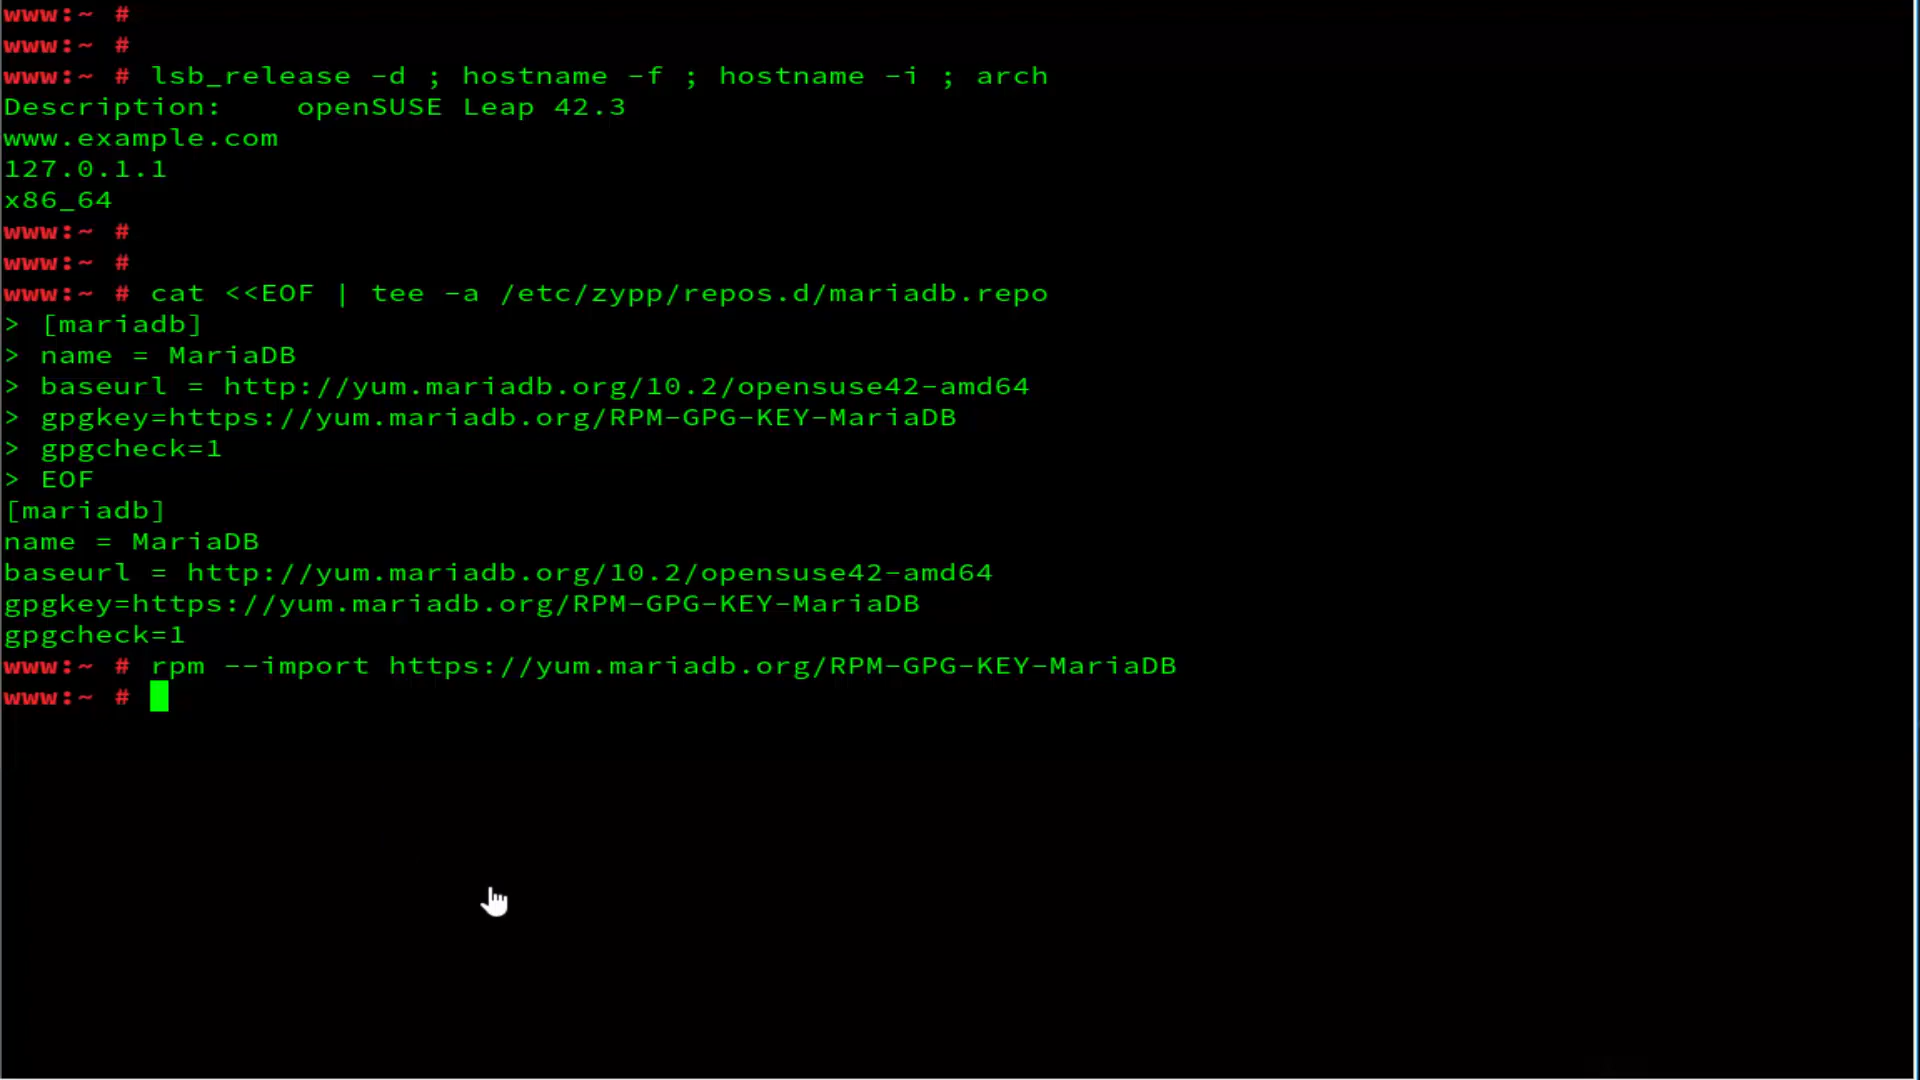 www:~ #
www:~ #
www:~ # lsb_release -d ; hostname -f ; hostname -i ; arch
Description:    openSUSE Leap 42.3
www.example.com
127.0.1.1
x86_64
www:~ #
www:~ #
www:~ # cat <<EOF | tee -a /etc/zypp/repos.d/mariadb.repo
> [mariadb]
> name = MariaDB
> baseurl = http://yum.mariadb.org/10.2/opensuse42-amd64
> gpgkey=https://yum.mariadb.org/RPM-GPG-KEY-MariaDB
> gpgcheck=1
> EOF
[mariadb]
name = MariaDB
baseurl = http://yum.mariadb.org/10.2/opensuse42-amd64
gpgkey=https://yum.mariadb.org/RPM-GPG-KEY-MariaDB
gpgcheck=1
www:~ # rpm --import https://yum.mariadb.org/RPM-GPG-KEY-MariaDB
www:~ #